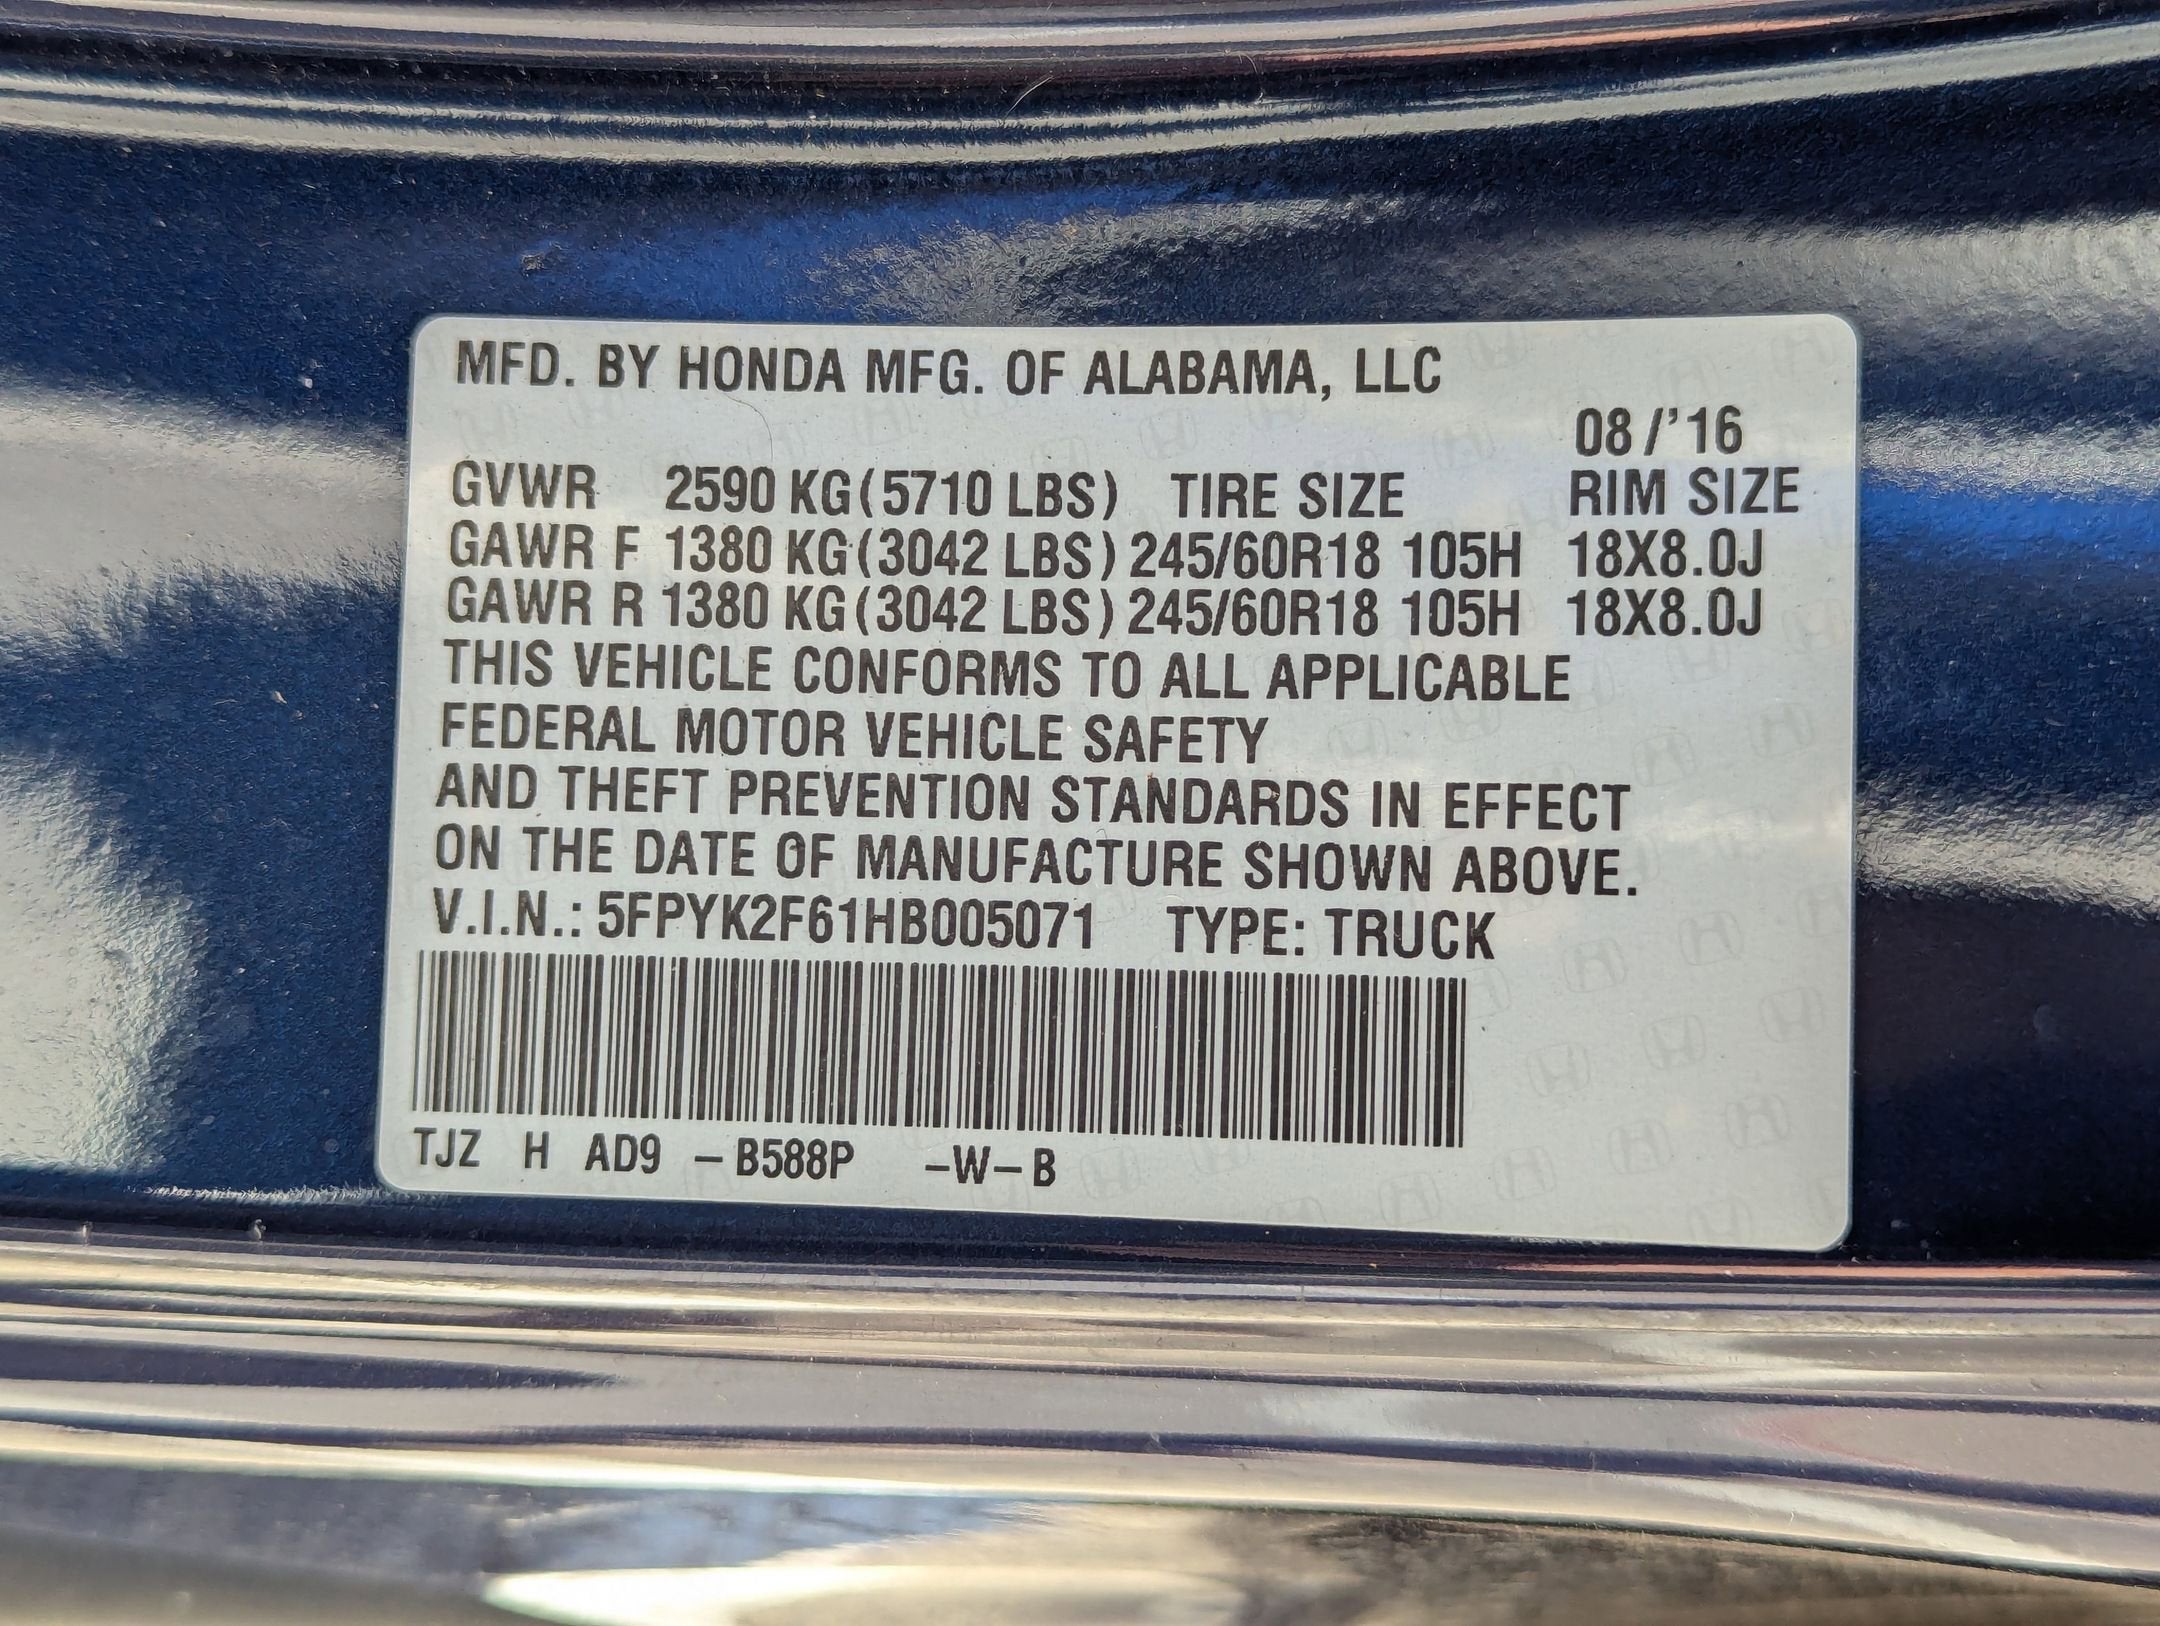 MFD. BY HONDA MFG. OF ALABAMA, LLC
08/'16
GVWR 2590 KG(5710 LBS) TIRE SIZE RIM SIZE
GAWR F 1380 KG(3042 LBS) 245/60R18 105H 18X8.0J
GAWR R 1380 KG(3042 LBS) 245/60R18 105H 18X8.0J
THIS VEHICLE CONFORMS TO ALL APPLICABLE
FEDERAL MOTOR VEHICLE SAFETY
AND THEFT PREVENTION STANDARDS IN EFFECT
ON THE DATE OF MANUFACTURE SHOWN ABOVE.
V.I.N.: 5FPYK2F61HB005071 TYPE: TRUCK
TJZ H AD9 -B588P -W-B